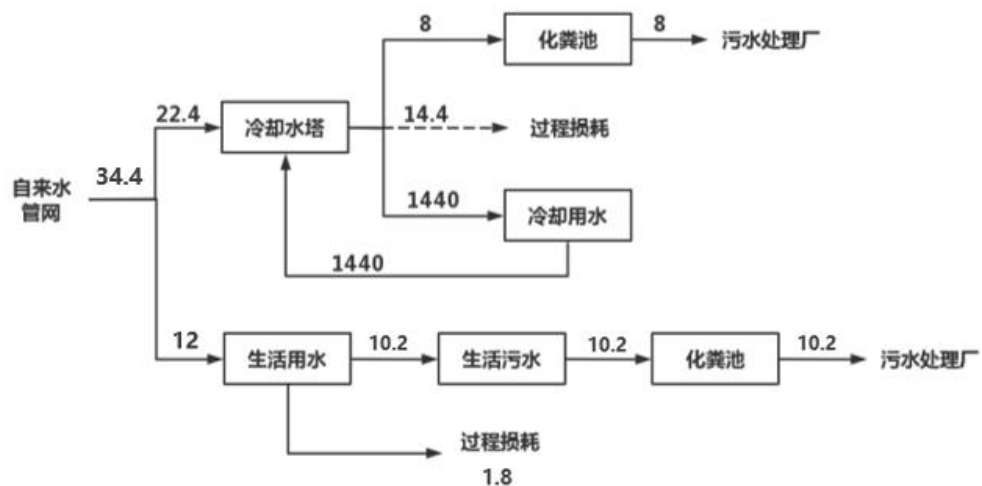 8
化粪池
8
污水处理厂
22.4
冷却水塔
14.4
过程损耗
34.4
自来水
管网
1440
冷却用水
1440
12
生活用水
10.2
生活污水
10.2
化粪池
10.2
污水处理厂
过程损耗
1.8